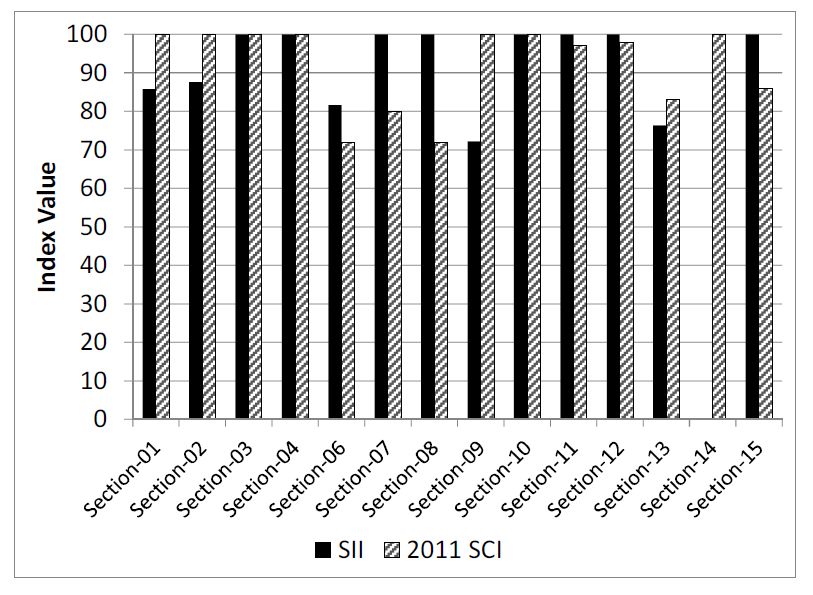 Index Value
100
90
80
70
60
50
40
30
20
10
0
Section-01
Section-02
Section-03
Section-04
Section-06
Section-07
Section-08
Section-09
Section-10
Section-11
Section-12
Section-13
Section-14
Section-15
SII
2011 SCI